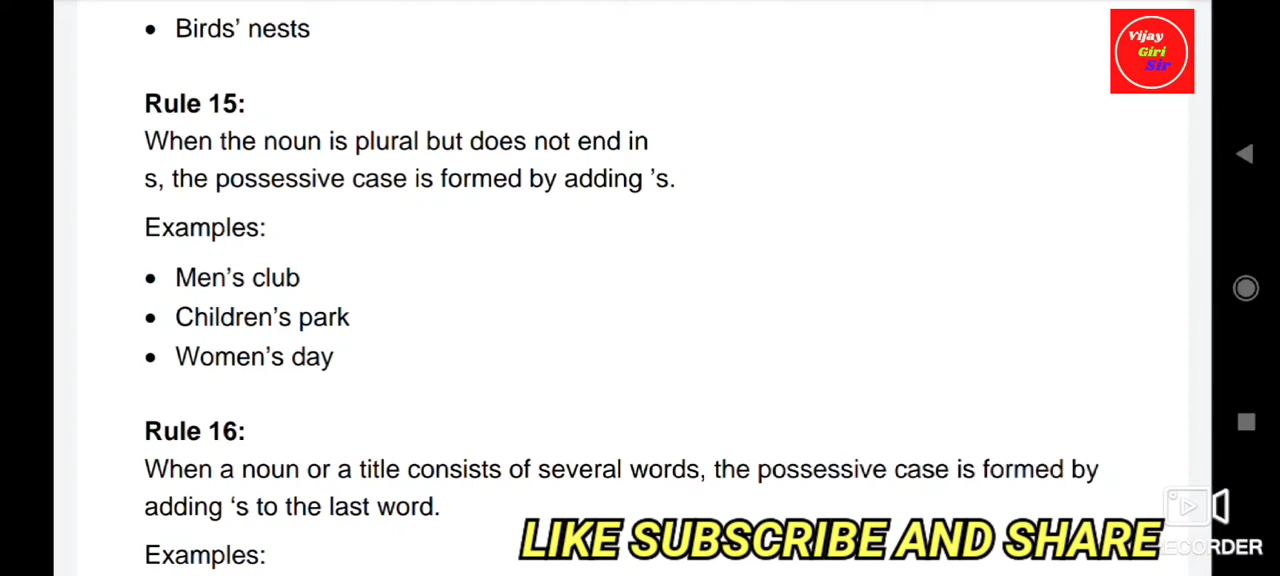 • Birds’ nests
Vijay
Giri
Sir
Rule 15:
When the noun is plural but does not end in
s, the possessive case is formed by adding ’s.
Examples:
• Men’s club
• Children’s park
• Women’s day
Rule 16:
When a noun or a title consists of several words, the possessive case is formed by
adding ‘s to the last word.
LIKE SUBSCRIBE AND SHARE
ECORDER
Examples: